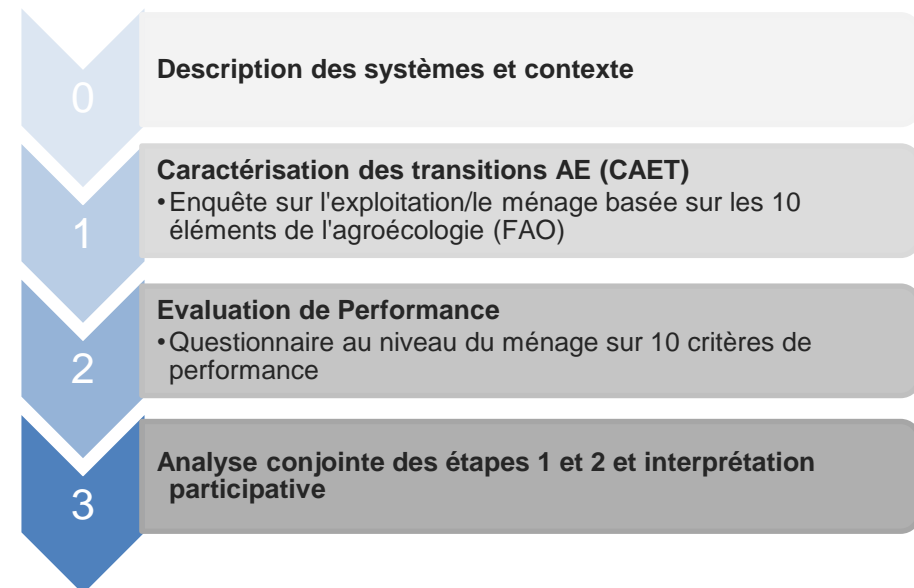 0
Description des systèmes et contexte
1
Caractérisation des transitions AE (CAET)
•Enquête sur l'exploitation/le ménage basée sur les 10
éléments de l'agroécologie (FAO)
2
Evaluation de Performance
•Questionnaire au niveau du ménage sur 10 critères de
performance
3
Analyse conjointe des étapes 1 et 2 et interprétation
participative